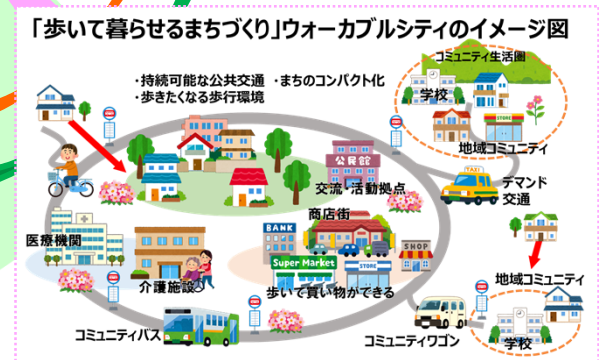 「歩いて暮らせるまちづくり」ウォーカブルシティのイメージ図
・持続可能な公共交通 ・まちのコンパクト化
・歩きたくなる歩行環境
コミュニティ生活圏
学校
STORE
地域コミュニティ
公民館
交流・活動拠点
TAXI
デマンド
交通
医療機関
介護施設
商店街
BANK
SHOP
Super Market
STORE
歩いて買い物ができる
地域コミュニティ
コミュニティバス
コミュニティワゴン
学校